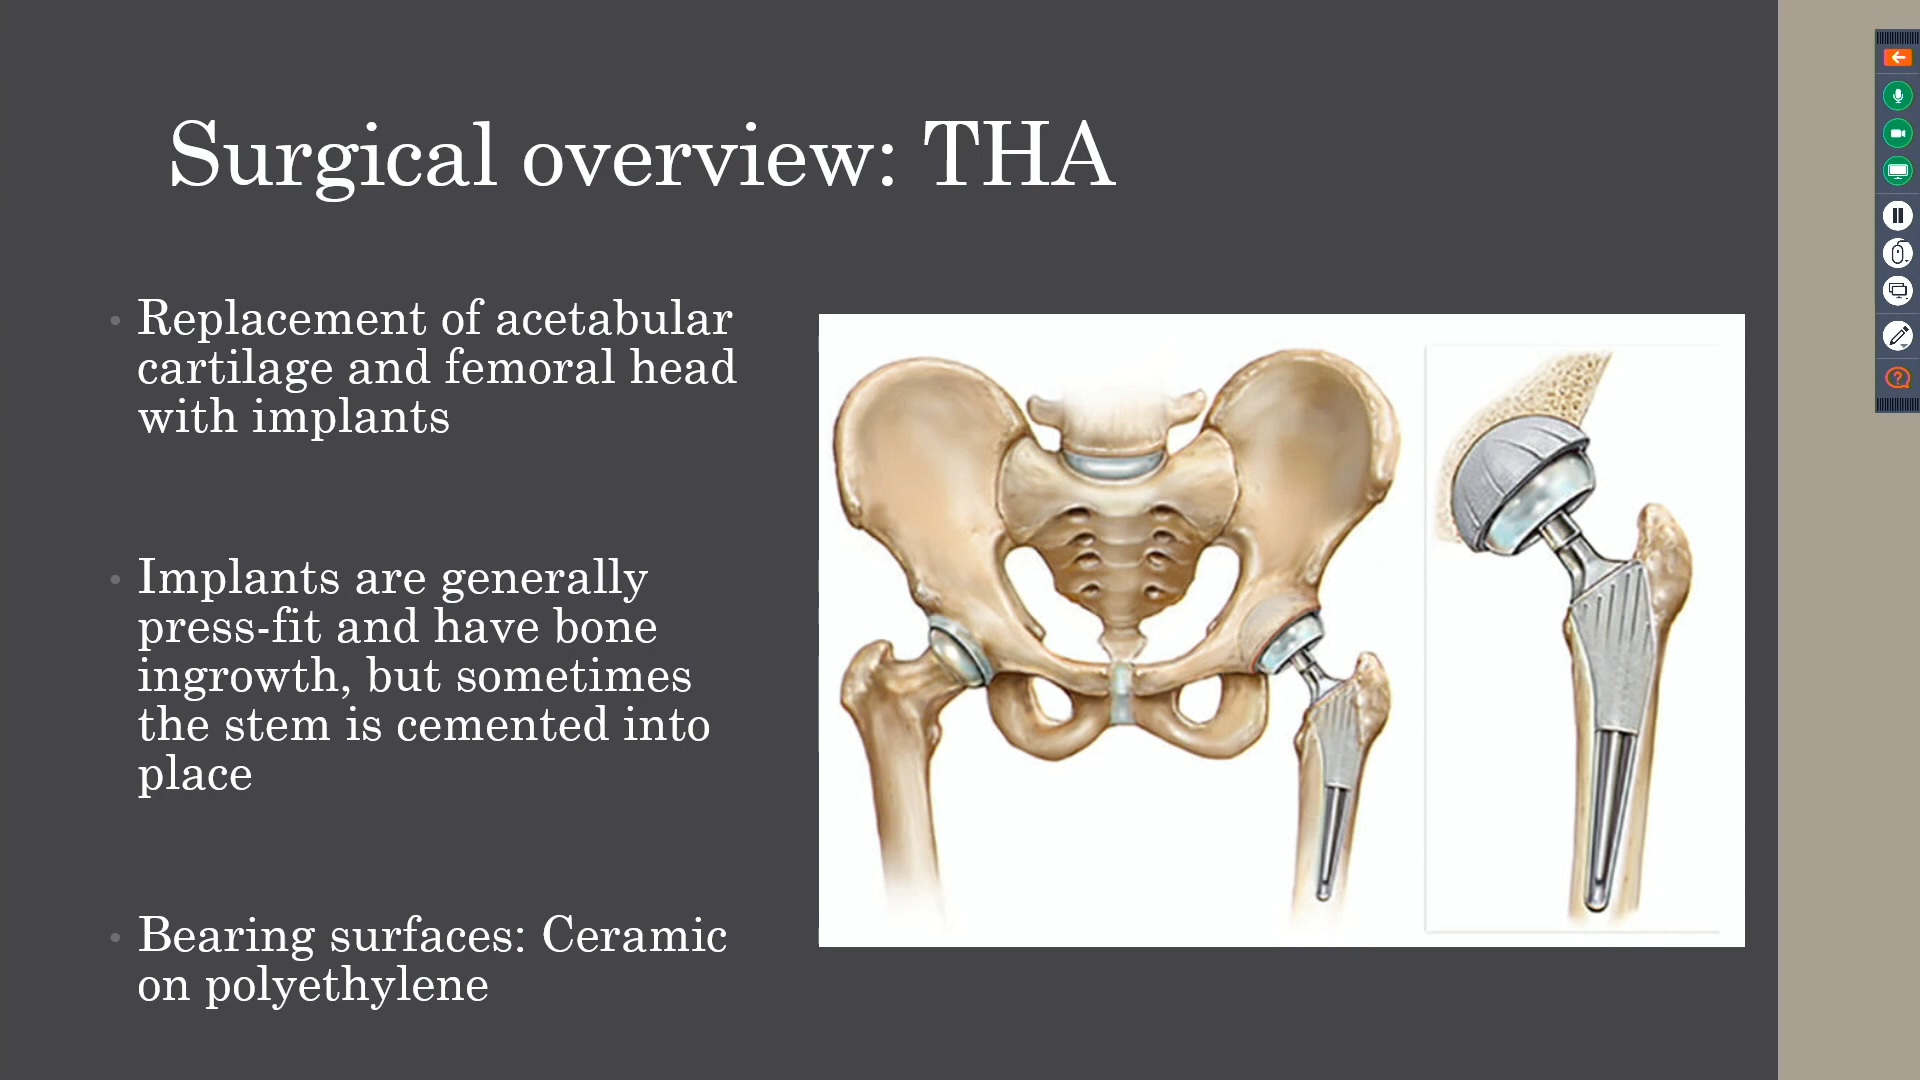 Surgical overview: THA
• Replacement of acetabular
cartilage and femoral head
with implants
• Implants are generally
press-fit and have bone
ingrowth, but sometimes
the stem is cemented into
place
• Bearing surfaces: Ceramic
on polyethylene